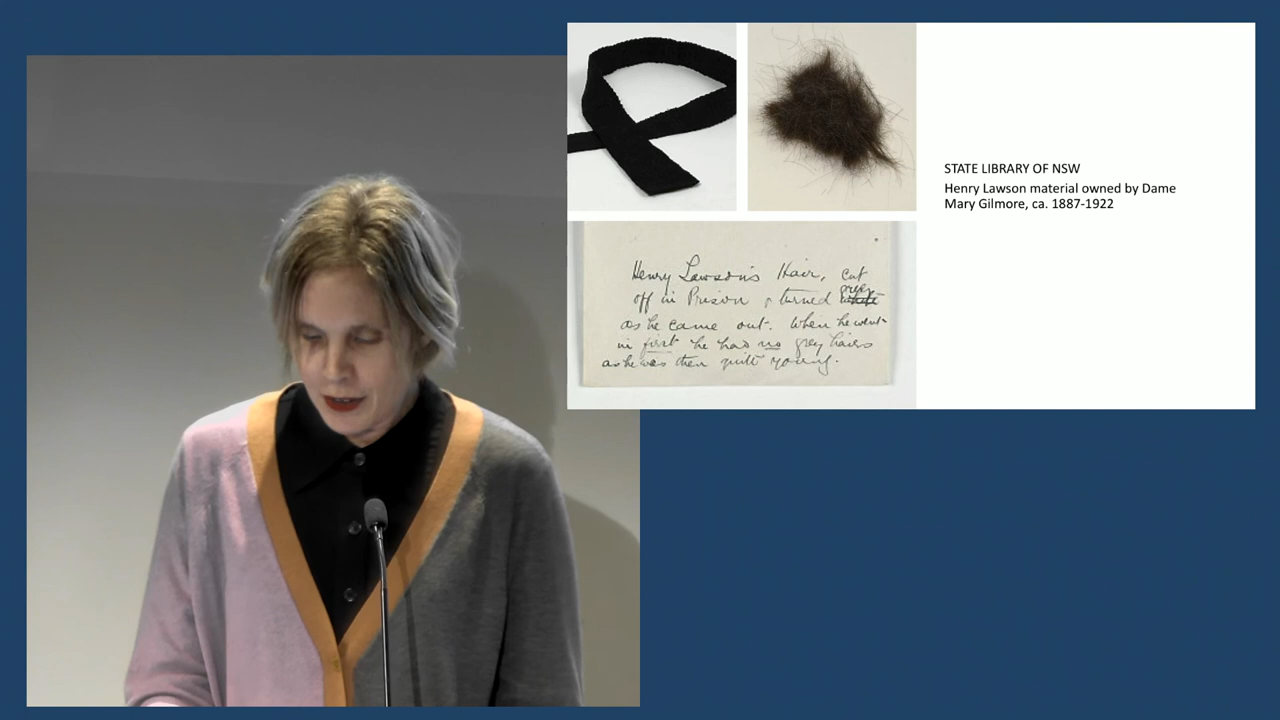 STATE LIBRARY OF NSW
Henry Lawson material owned by Dame
Mary Gilmore, ca. 1887-1922
Henry Lawson's Hair, cut
off in Prison & turned grey white
as he came out. When he went
in first he had no grey hairs
as he was then quite young.